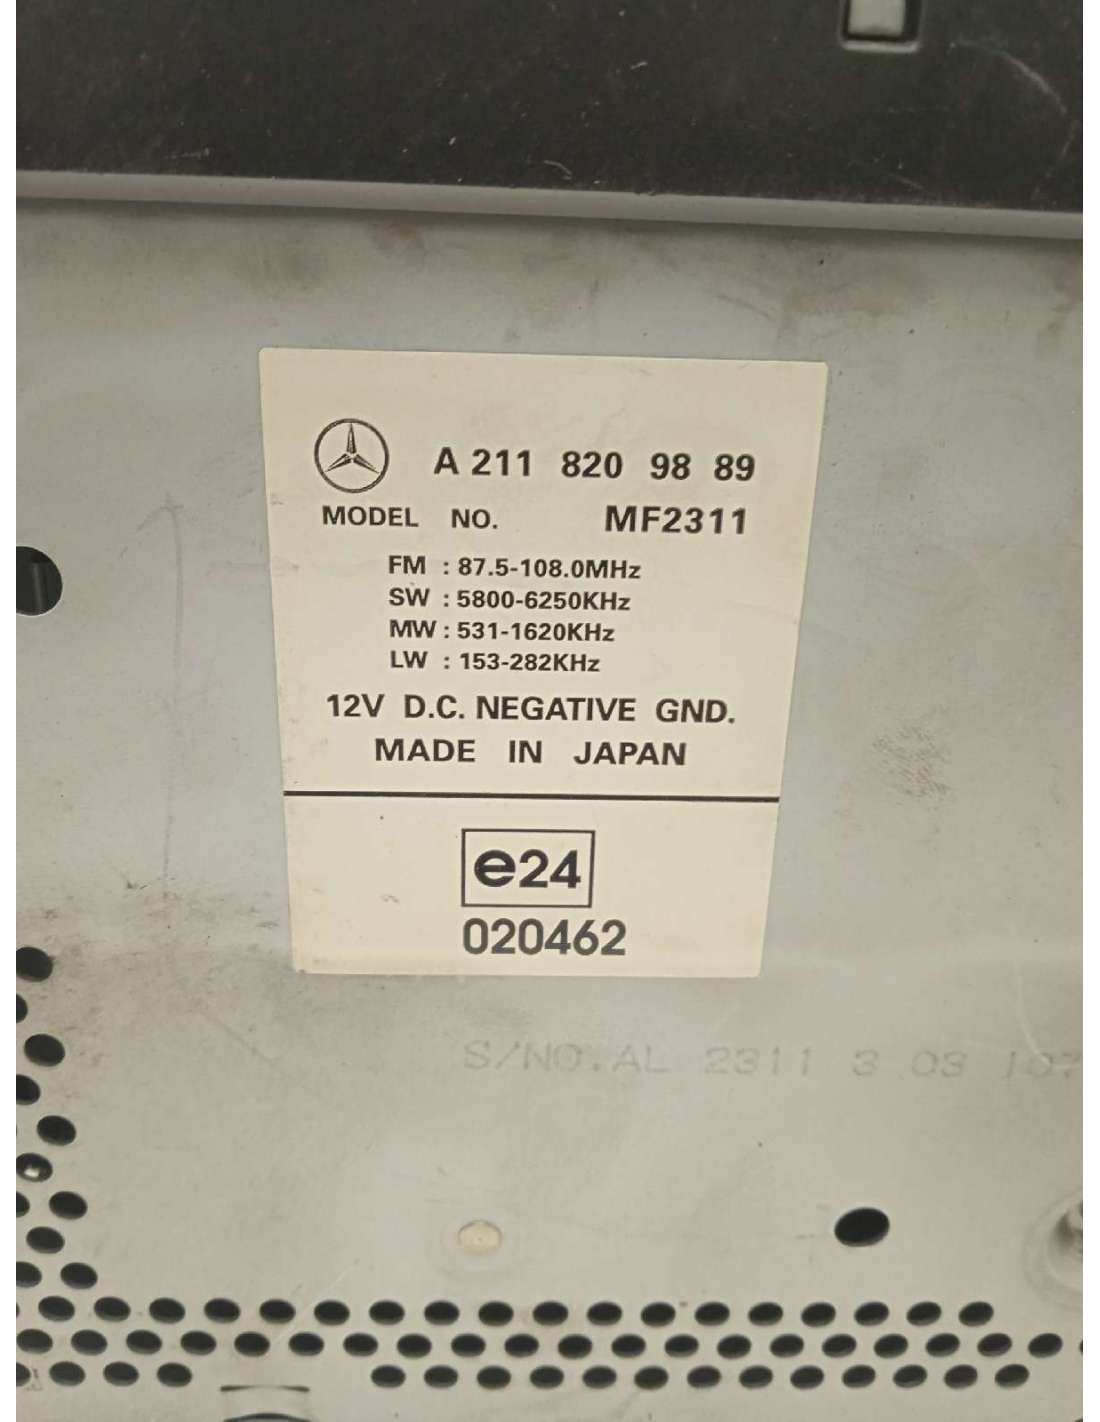 A 211 820 98 89
MODEL NO. MF2311
FM : 87.5-108.0MHz
SW : 5800-6250KHz
MW : 531-1620KHz
LW : 153-282KHz
12V D.C. NEGATIVE GND.
MADE IN JAPAN
e24
020462
S/NO.AL 2311 3 03 107